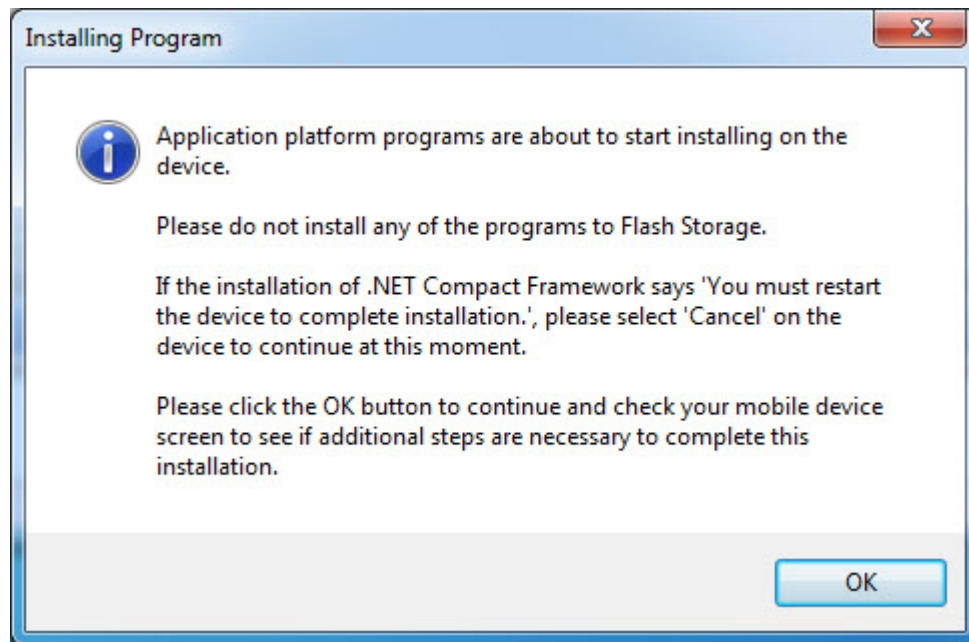 Installing Program
Application platform programs are about to start installing on the
device.
Please do not install any of the programs to Flash Storage.
If the installation of .NET Compact Framework says 'You must restart
the device to complete installation.', please select 'Cancel' on the
device to continue at this moment.
Please click the OK button to continue and check your mobile device
screen to see if additional steps are necessary to complete this
installation.
OK